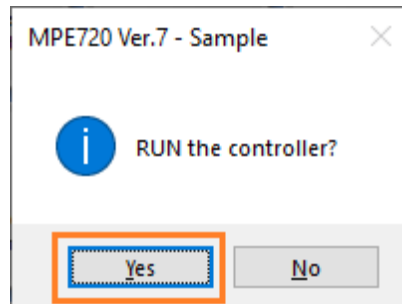 MPE720 Ver.7 - Sample
RUN the controller?
Yes No